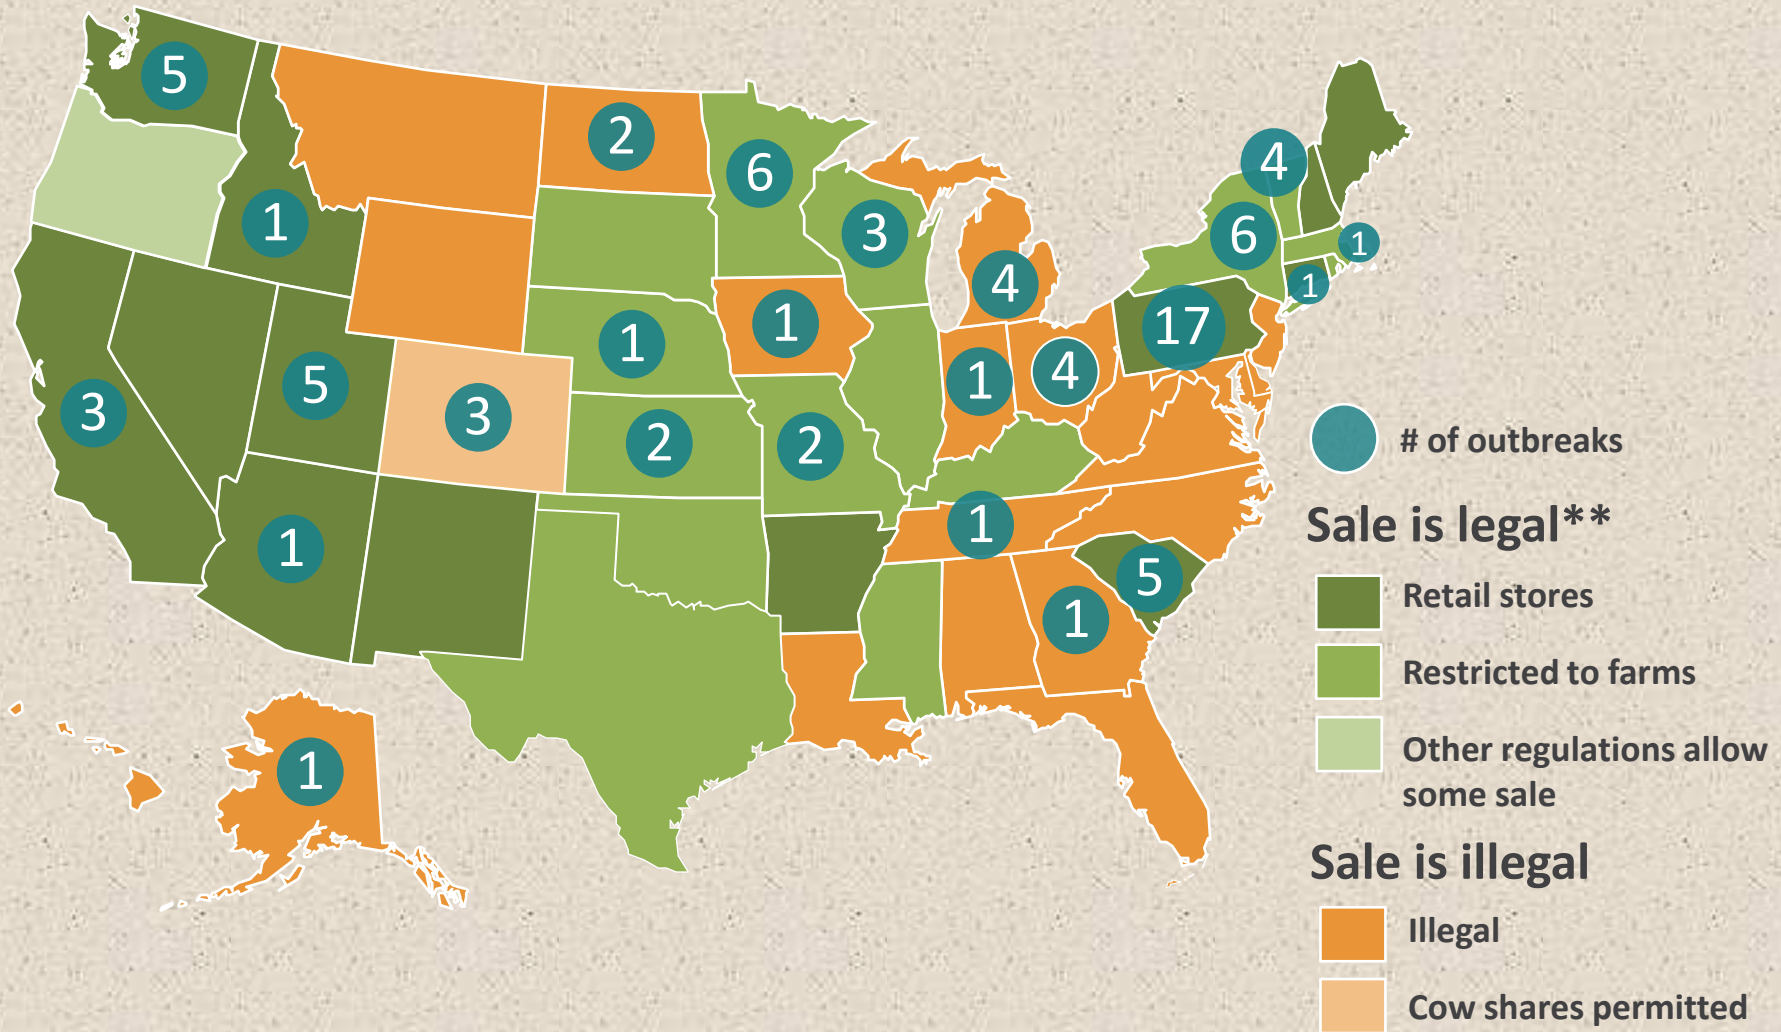 5
2
4
6
1
3
6
1
4
1
17
1
1
5
3
1
4
3
2
2
# of outbreaks
1
1
Sale is legal**
5
1
Retail stores
Restricted to farms
1
Other regulations allow
some sale
Sale is illegal
Illegal
Cow shares permitted